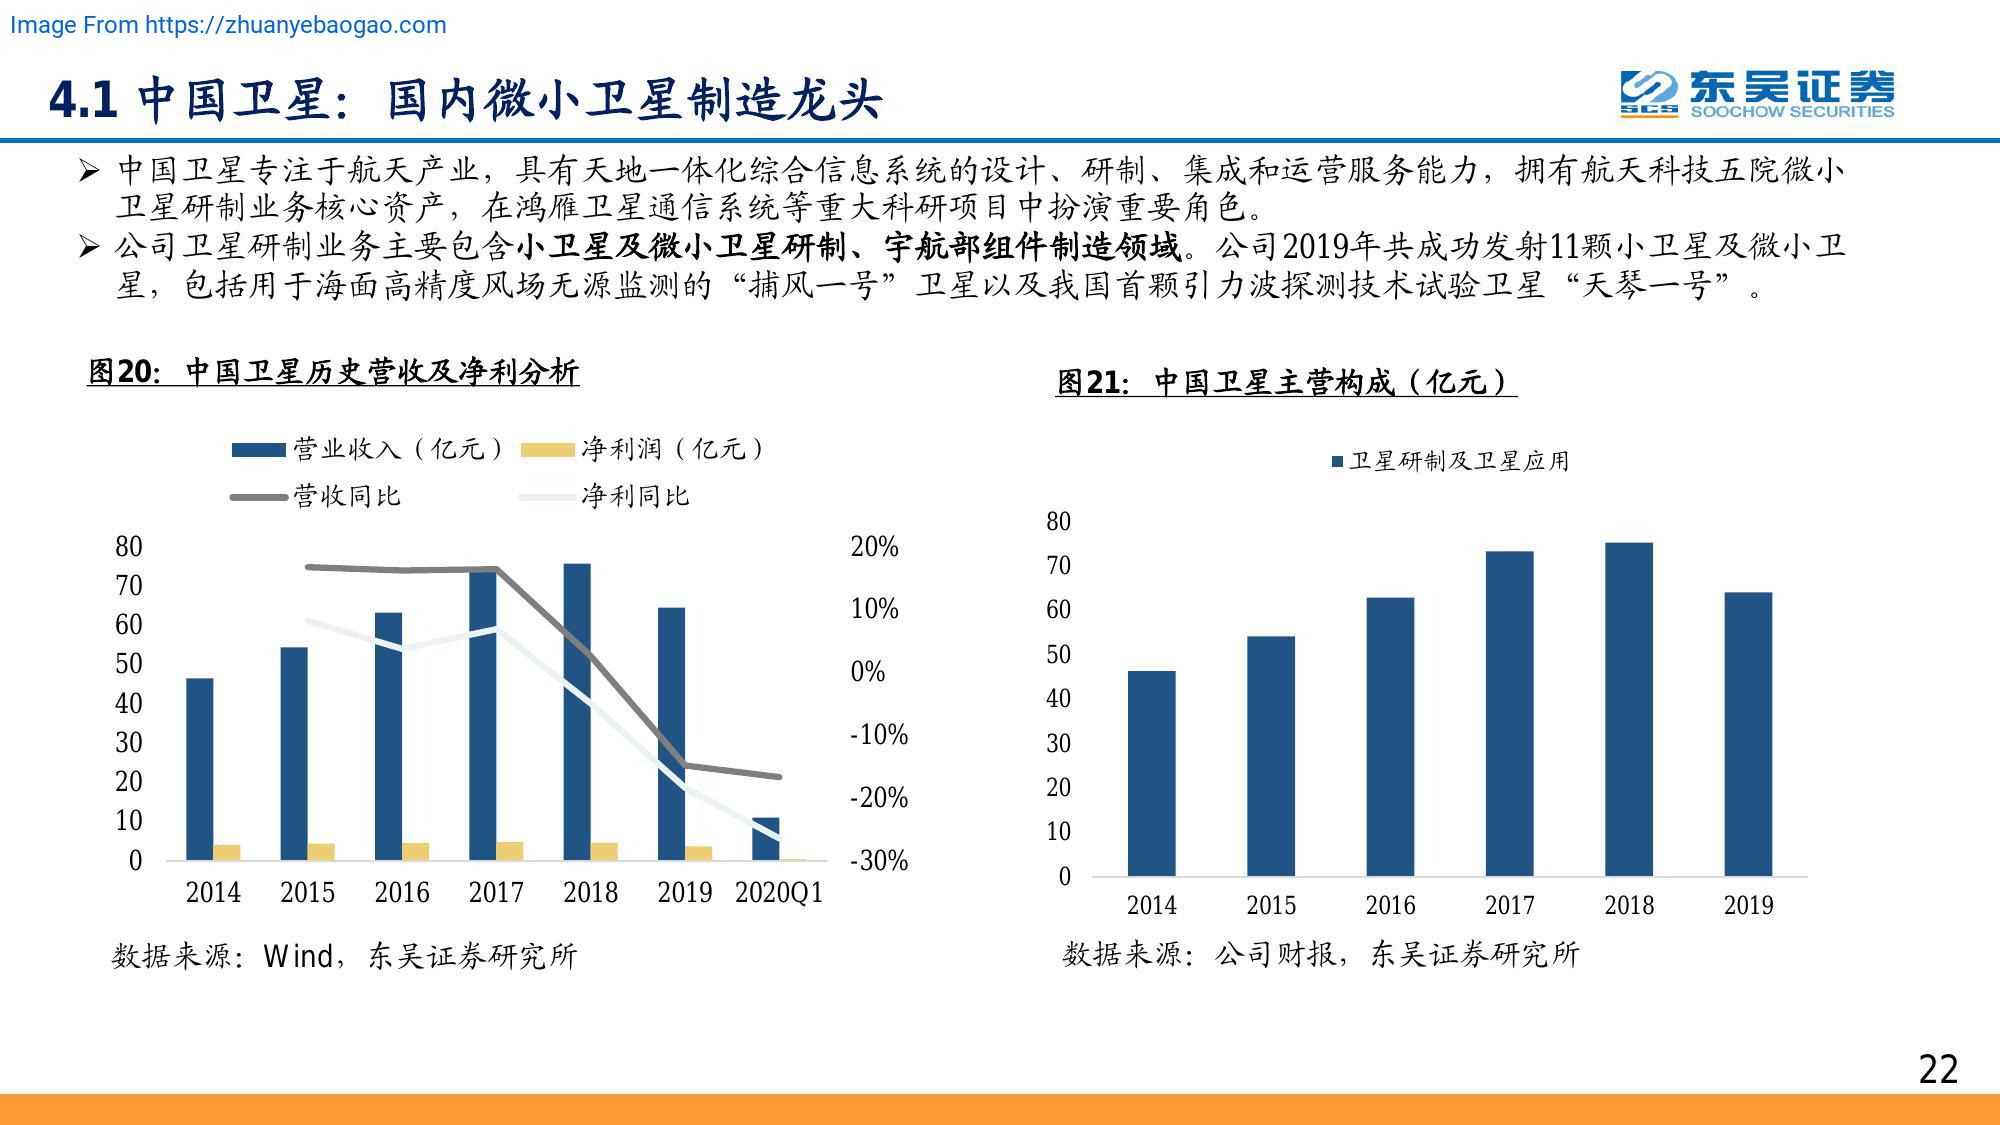 Image From https://zhuanyebaogao.com
4.1 中国卫星：国内微小卫星制造龙头
SCS 东吴证券
SOOCHOW SECURITIES
➢ 中国卫星专注于航天产业，具有天地一体化综合信息系统的设计、研制、集成和运营服务能力，拥有航天科技五院微小
卫星研制业务核心资产，在鸿雁卫星通信系统等重大科研项目中扮演重要角色。
➢ 公司卫星研制业务主要包含小卫星及微小卫星研制、宇航部组件制造领域。公司2019年共成功发射11颗小卫星及微小卫
星，包括用于海面高精度风场无源监测的“捕风一号”卫星以及我国首颗引力波探测技术试验卫星“天琴一号”。
图20：中国卫星历史营收及净利分析
营业收入（亿元） 净利润（亿元）
营收同比 净利同比
80 20%
70
60 10%
50
0%
40
30 -10%
20
-20%
10
0 -30%
2014 2015 2016 2017 2018 2019 2020Q1
数据来源：Wind，东吴证券研究所
图21：中国卫星主营构成（亿元）
卫星研制及卫星应用
80
70
60
50
40
30
20
10
0
2014 2015 2016 2017 2018 2019
数据来源：公司财报，东吴证券研究所
22